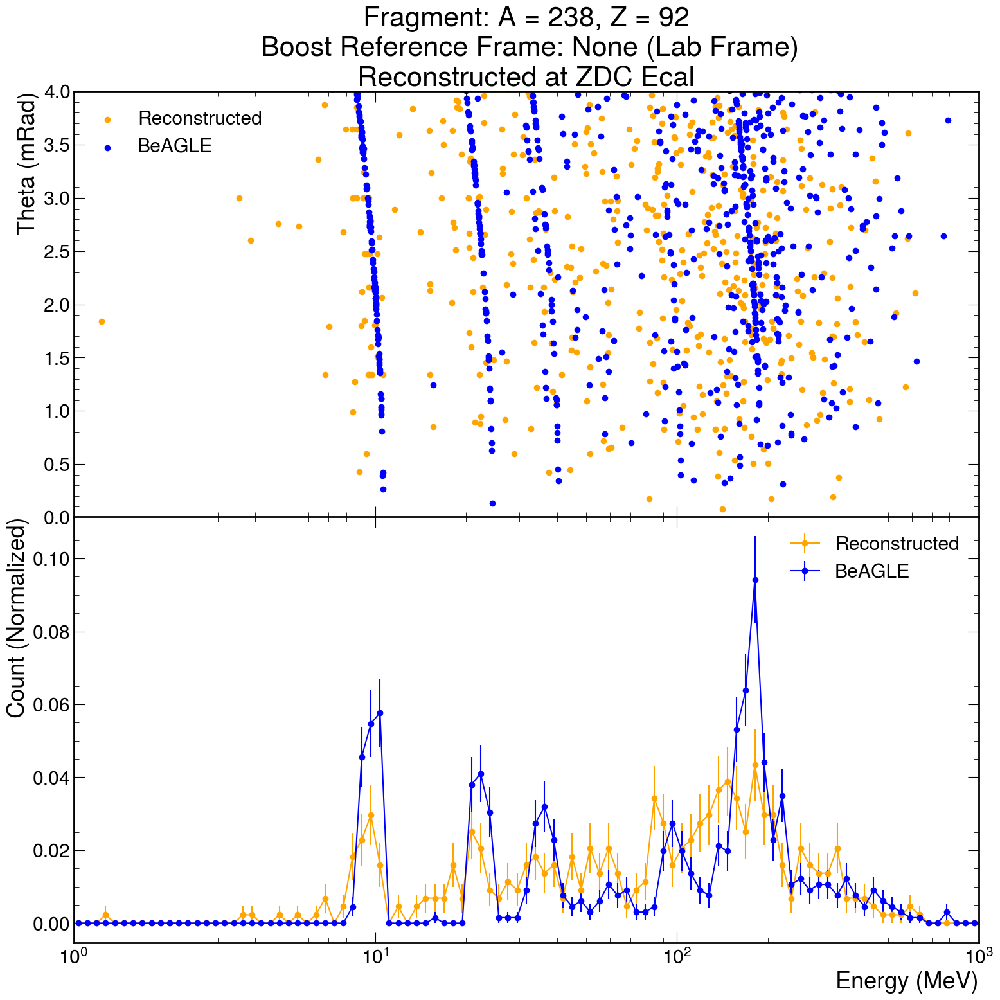 Fragment: A = 238, Z = 92
Boost Reference Frame: None (Lab Frame)
Reconstructed at ZDC Ecal
Theta (mRad)
4.0
3.5
3.0
2.5
2.0
1.5
1.0
0.5
0.0
Reconstructed
BeAGLE
Count (Normalized)
0.10
0.08
0.06
0.04
0.02
0.00
Reconstructed
BeAGLE
10⁰
10¹
10²
10³
Energy (MeV)